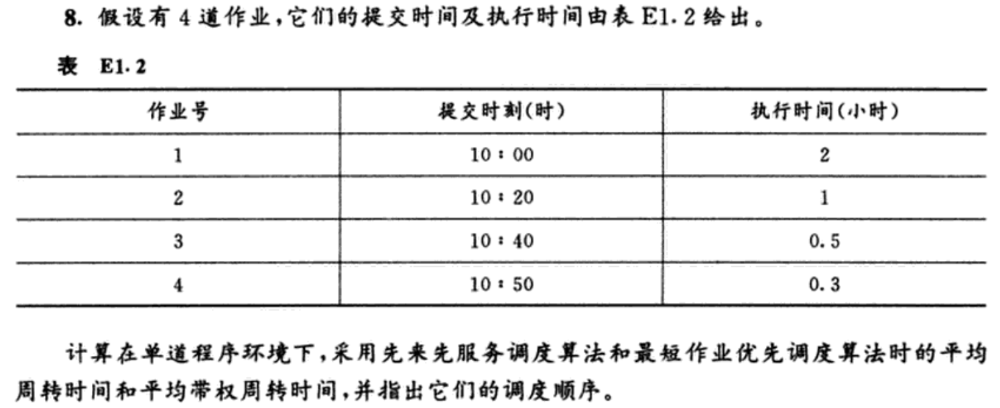 8. 假设有 4 道作业,它们的提交时间及执行时间由表 E1.2 给出。
表 E1.2
作业号 提交时刻(时) 执行时间(小时)
1 10:00 2
2 10:20 1
3 10:40 0.5
4 10:50 0.3
计算在单道程序环境下,采用先来先服务调度算法和最短作业优先调度算法时的平均
周转时间和平均带权周转时间,并指出它们的调度顺序。